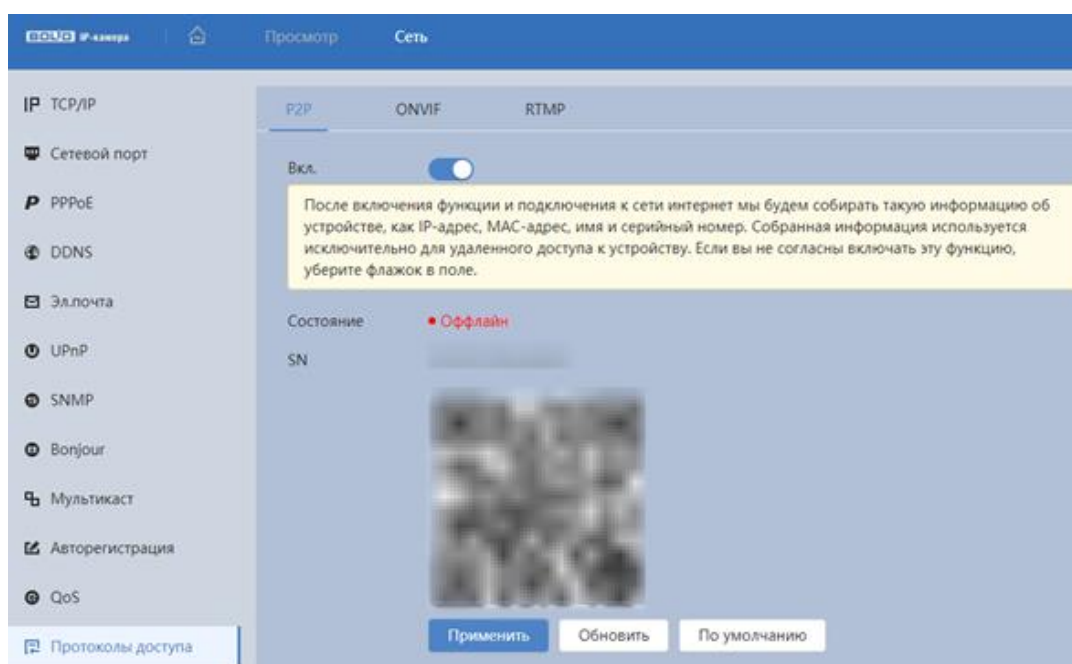 BOLID IP-камера
Просмотр
Сеть
IP TCP/IP
Сетевой порт
P PPPoE
DDNS
Эл.почта
UPnP
SNMP
Bonjour
Мультикаст
Авторегистрация
QoS
Протоколы доступа
P2P
ONVIF
RTMP
Вкл.
После включения функции и подключения к сети интернет мы будем собирать такую информацию об
устройстве, как IP-адрес, MAC-адрес, имя и серийный номер. Собранная информация используется
исключительно для удаленного доступа к устройству. Если вы не согласны включать эту функцию,
уберите флажок в поле.
Состояние
Оффлайн
SN
Применить
Обновить
По умолчанию